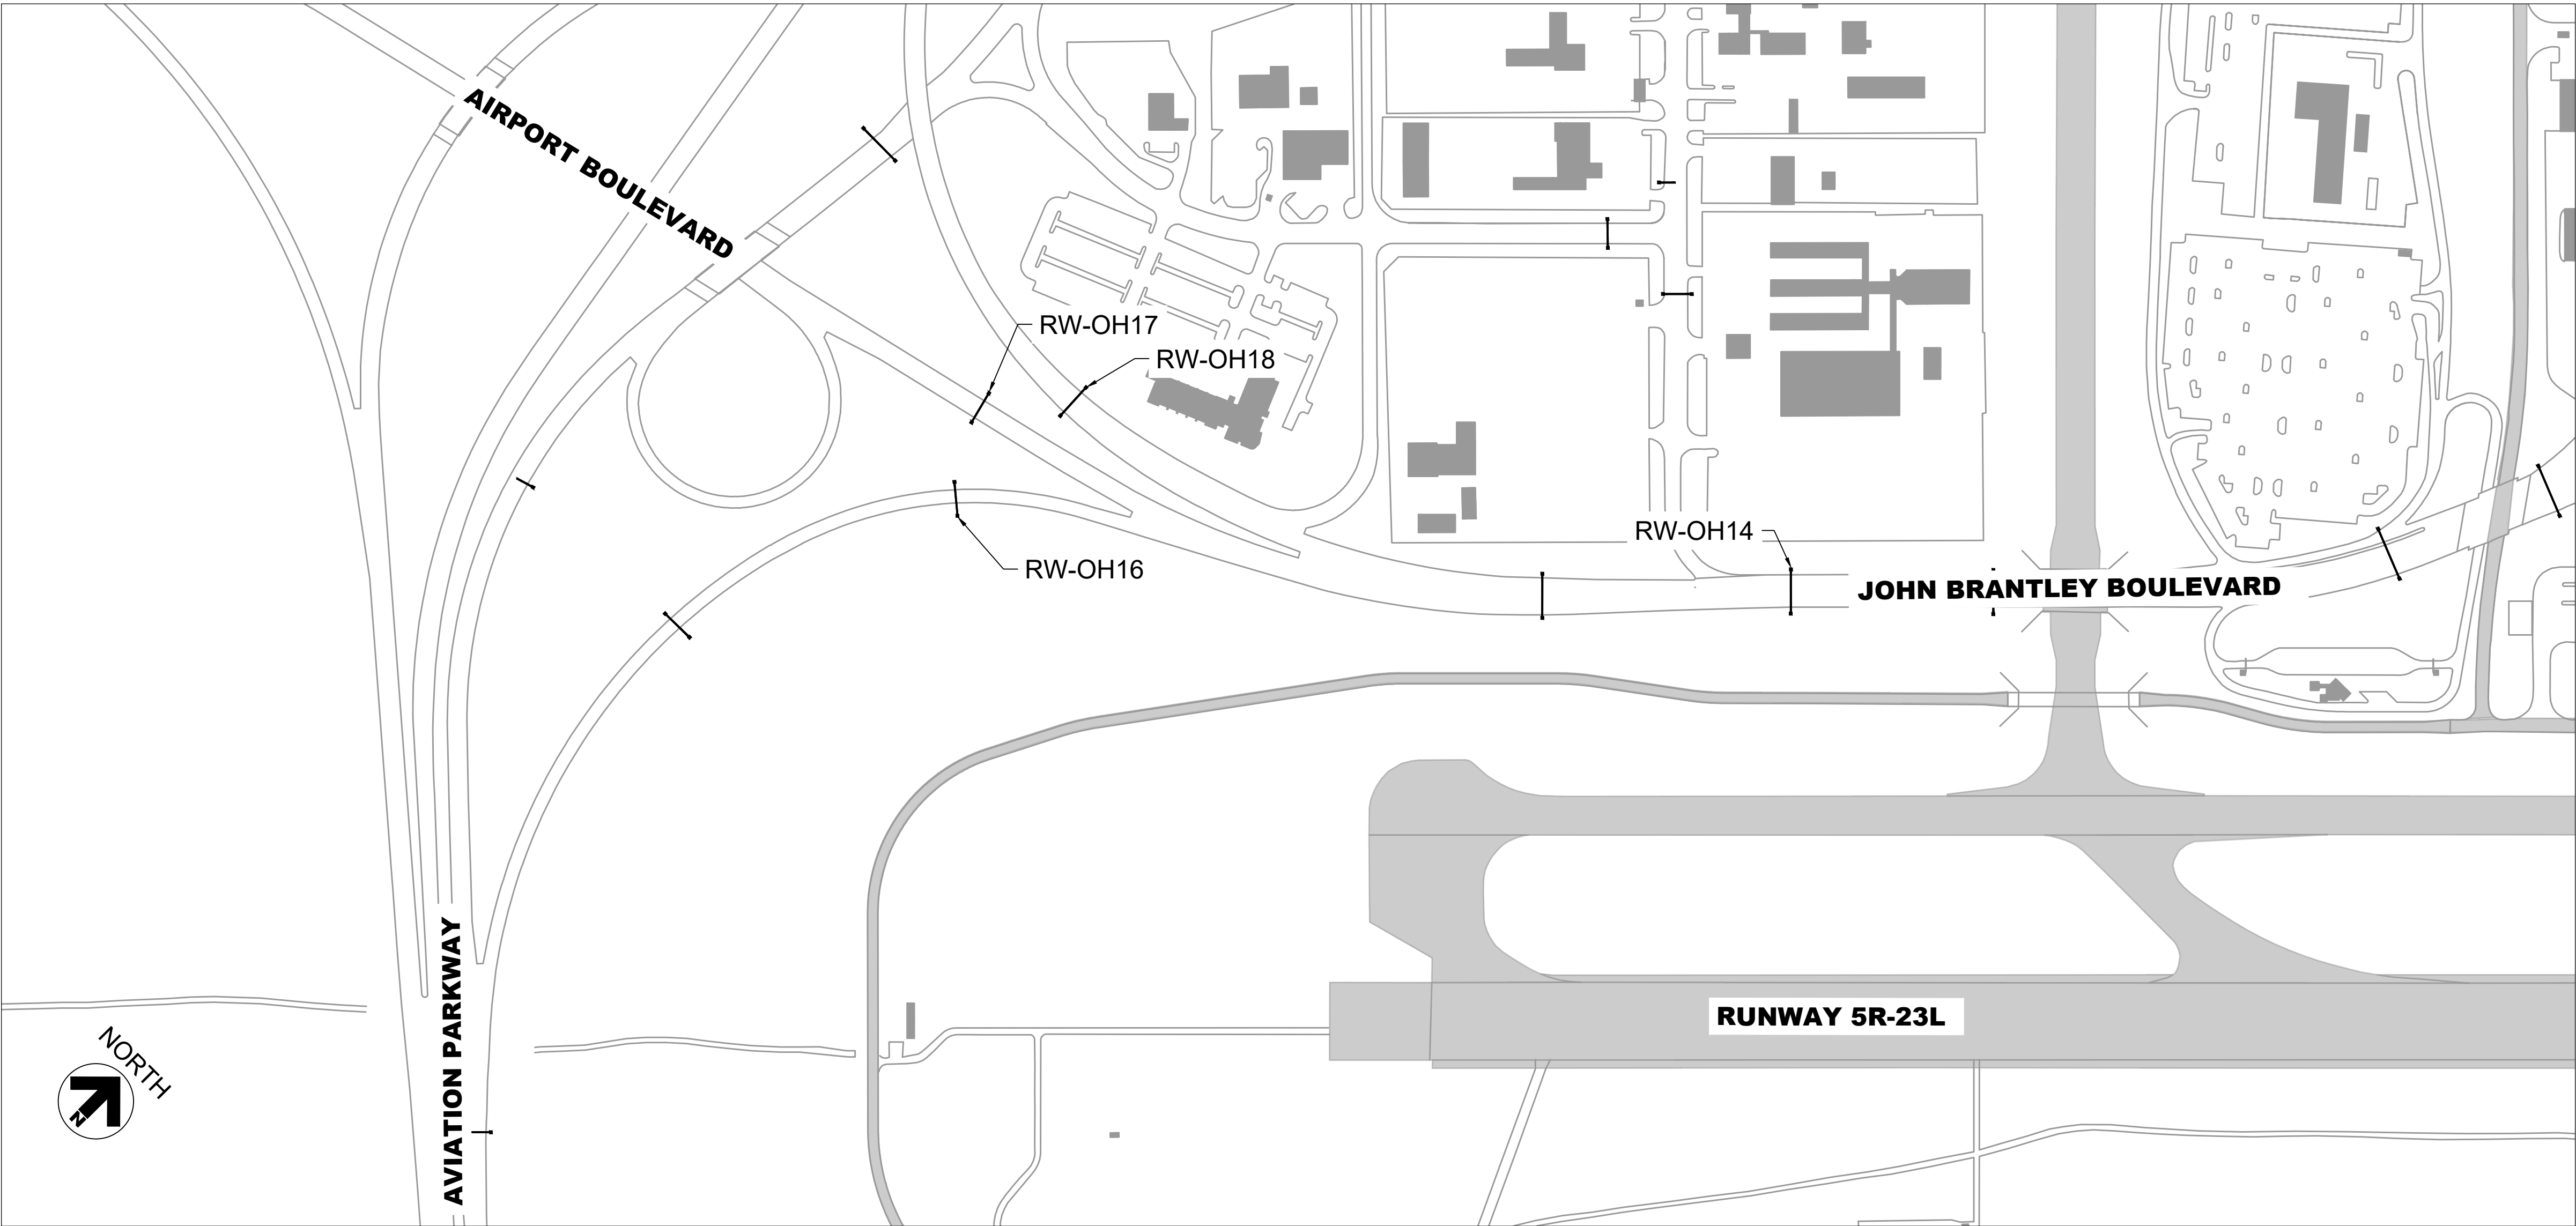 AIRPORT BOULEVARD
RW-OH17
RW-OH18
RW-OH14
RW-OH16
JOHN BRANTLEY BOULEVARD
AVIATION PARKWAY
RUNWAY 5R-23L
NORTH
N